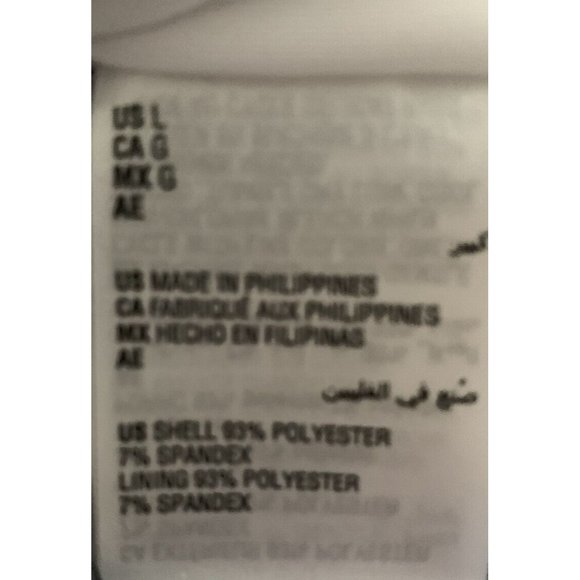 US L
CA G
MX G
AE
كبير
US MADE IN PHILIPPINES
CA FABRIQUÉ AUX PHILIPPINES
MX HECHO EN FILIPINAS
AE
صُنع في الفلبين
US SHELL 93% POLYESTER
7% SPANDEX
LINING 93% POLYESTER
7% SPANDEX